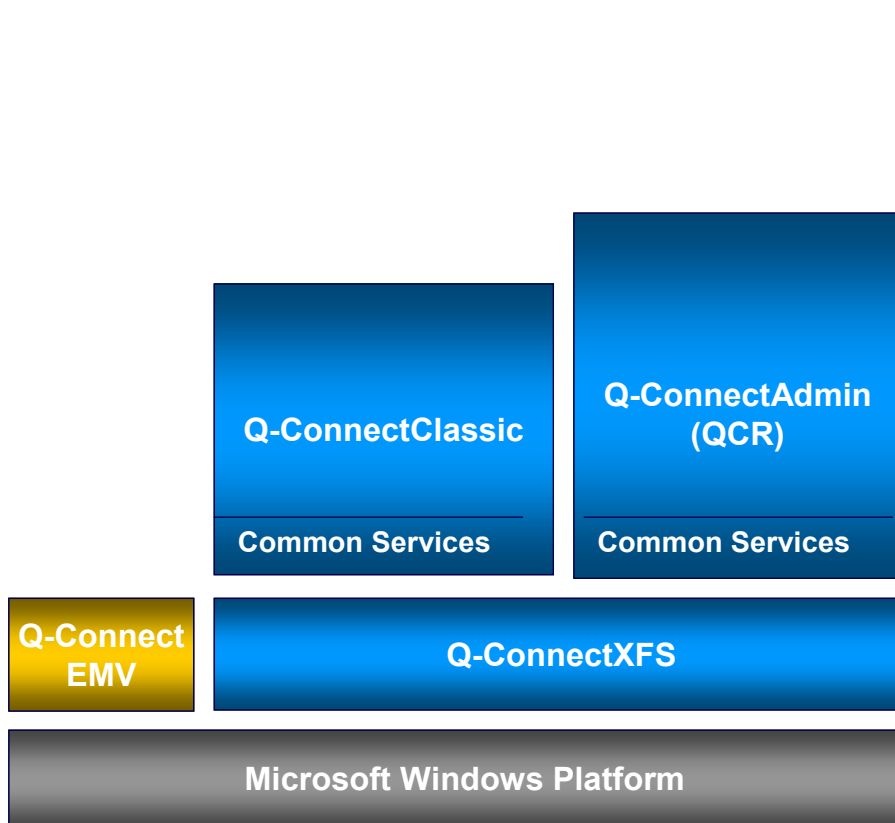 Q-ConnectClassic
Common Services
Q-ConnectAdmin
(QCR)
Common Services
Q-Connect
EMV
Q-ConnectXFS
Microsoft Windows Platform